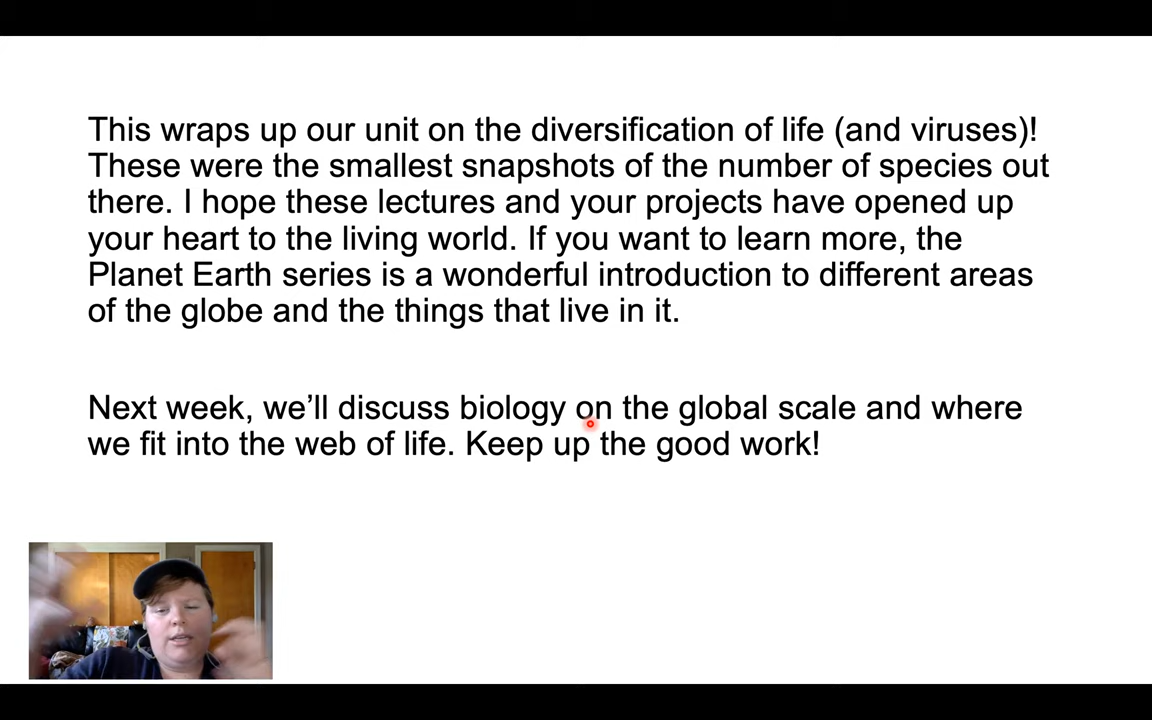 This wraps up our unit on the diversification of life (and viruses)!
These were the smallest snapshots of the number of species out
there. I hope these lectures and your projects have opened up
your heart to the living world. If you want to learn more, the
Planet Earth series is a wonderful introduction to different areas
of the globe and the things that live in it.
Next week, we’ll discuss biology on the global scale and where
we fit into the web of life. Keep up the good work!